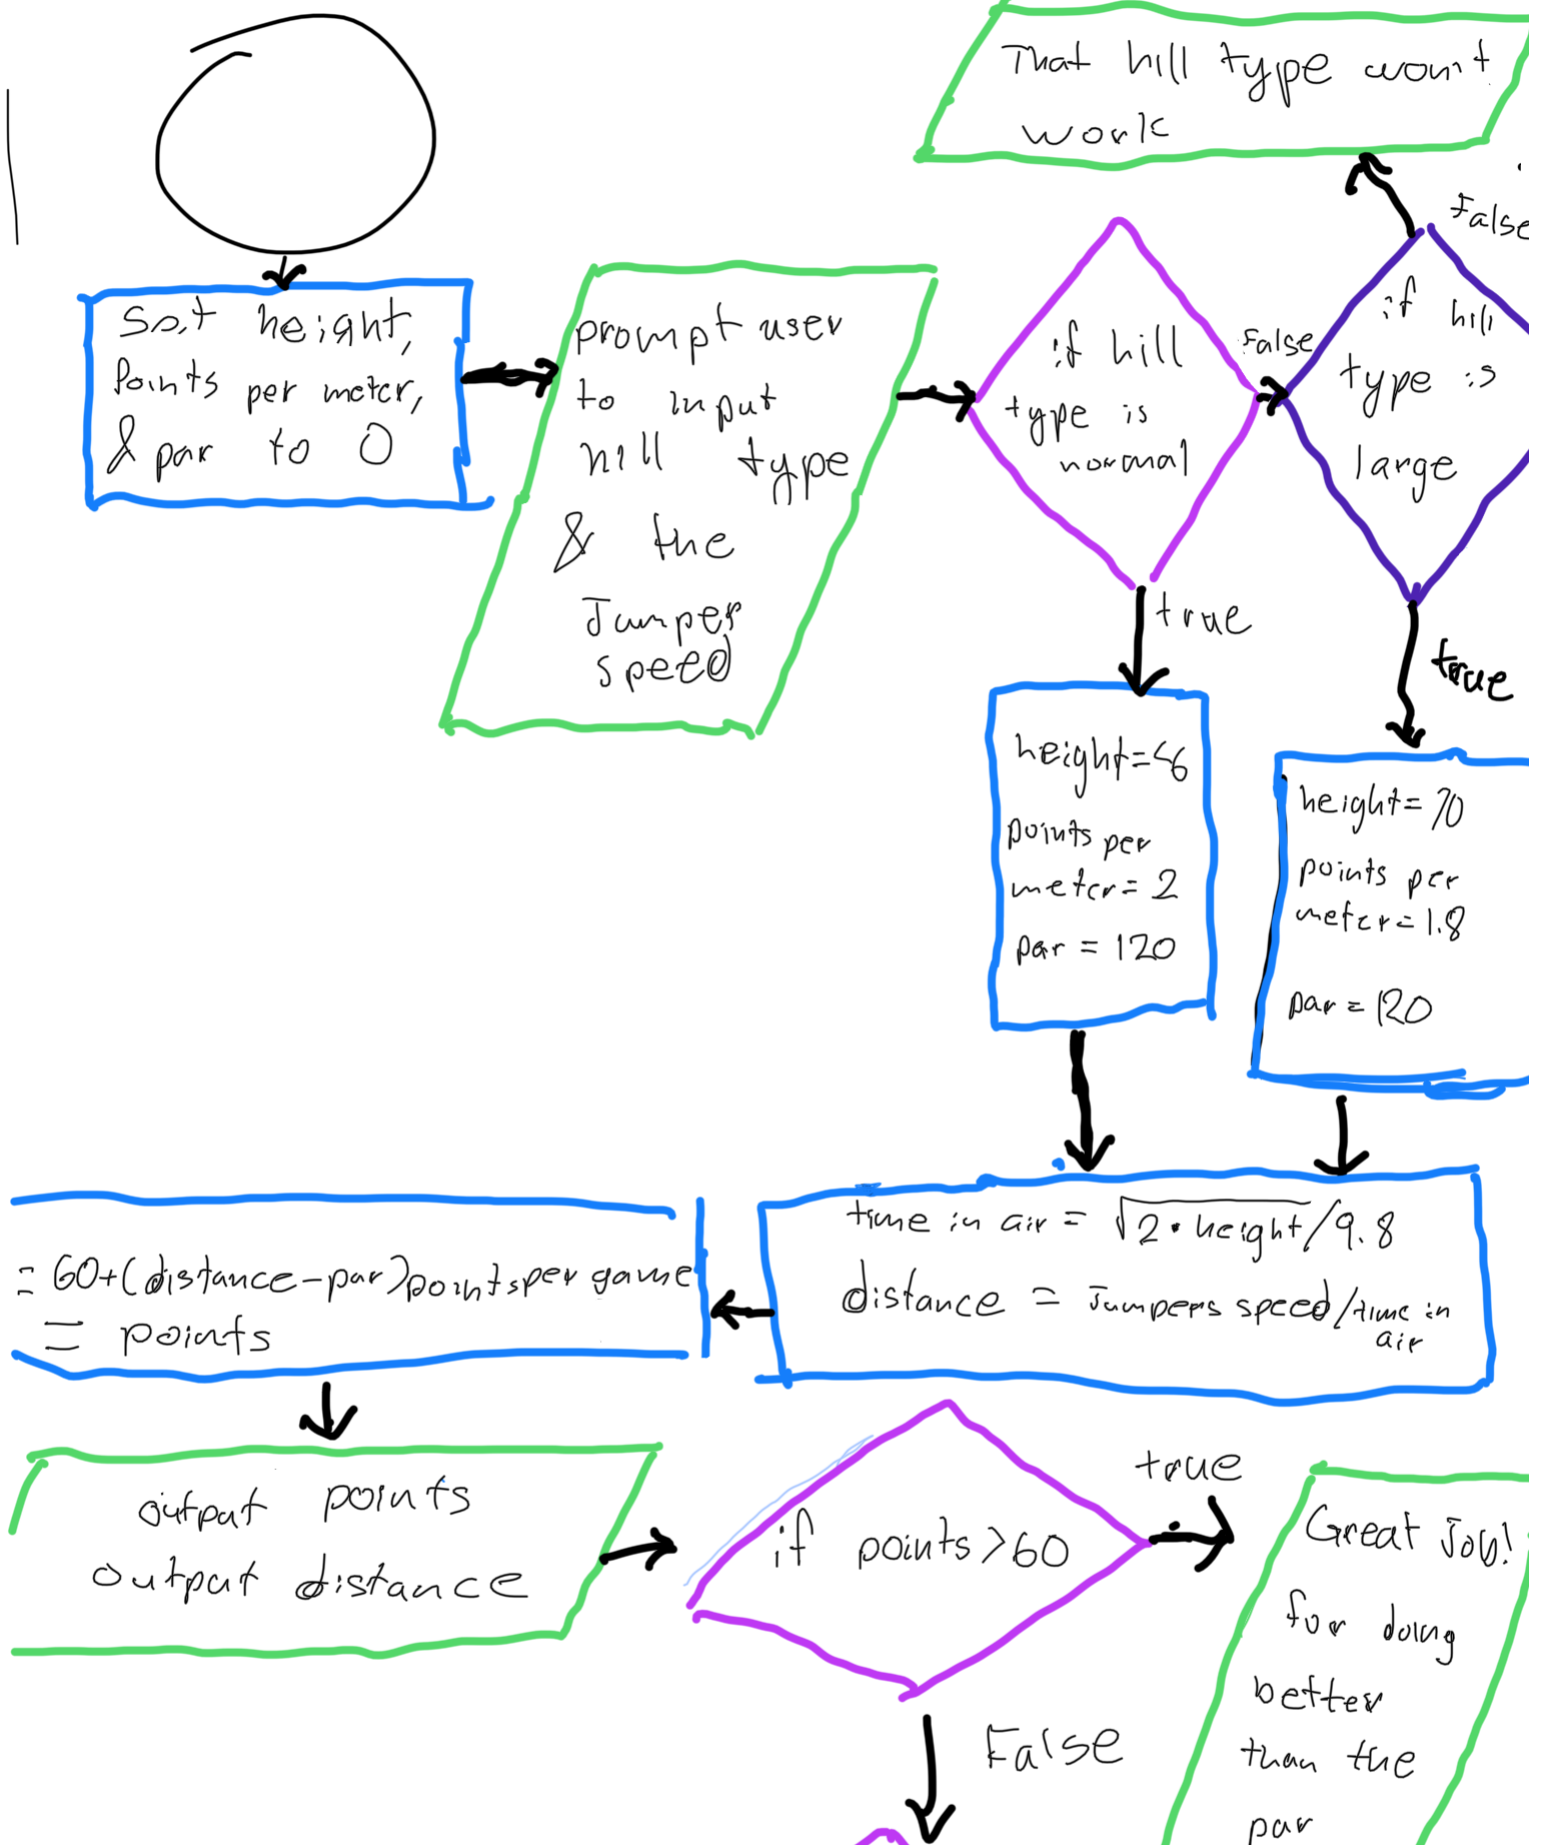 That hill type won't
work
False
Set height,
Points per meter,
& par to 0
prompt user
to input
hill type
& the
Jumper
speed
if hill
type is
normal
False
if hill
type is
large
true
true
height=46
points per
meter= 2
par = 120
height= 70
points per
meter=1.8
par = 120
time in air = √2•height/9.8
distance = Jumpers speed/time in
air
= 60+(distance-par)points per game
= points
output points
output distance
if points>60
true
False
Great Job!
for doing
better
than the
par